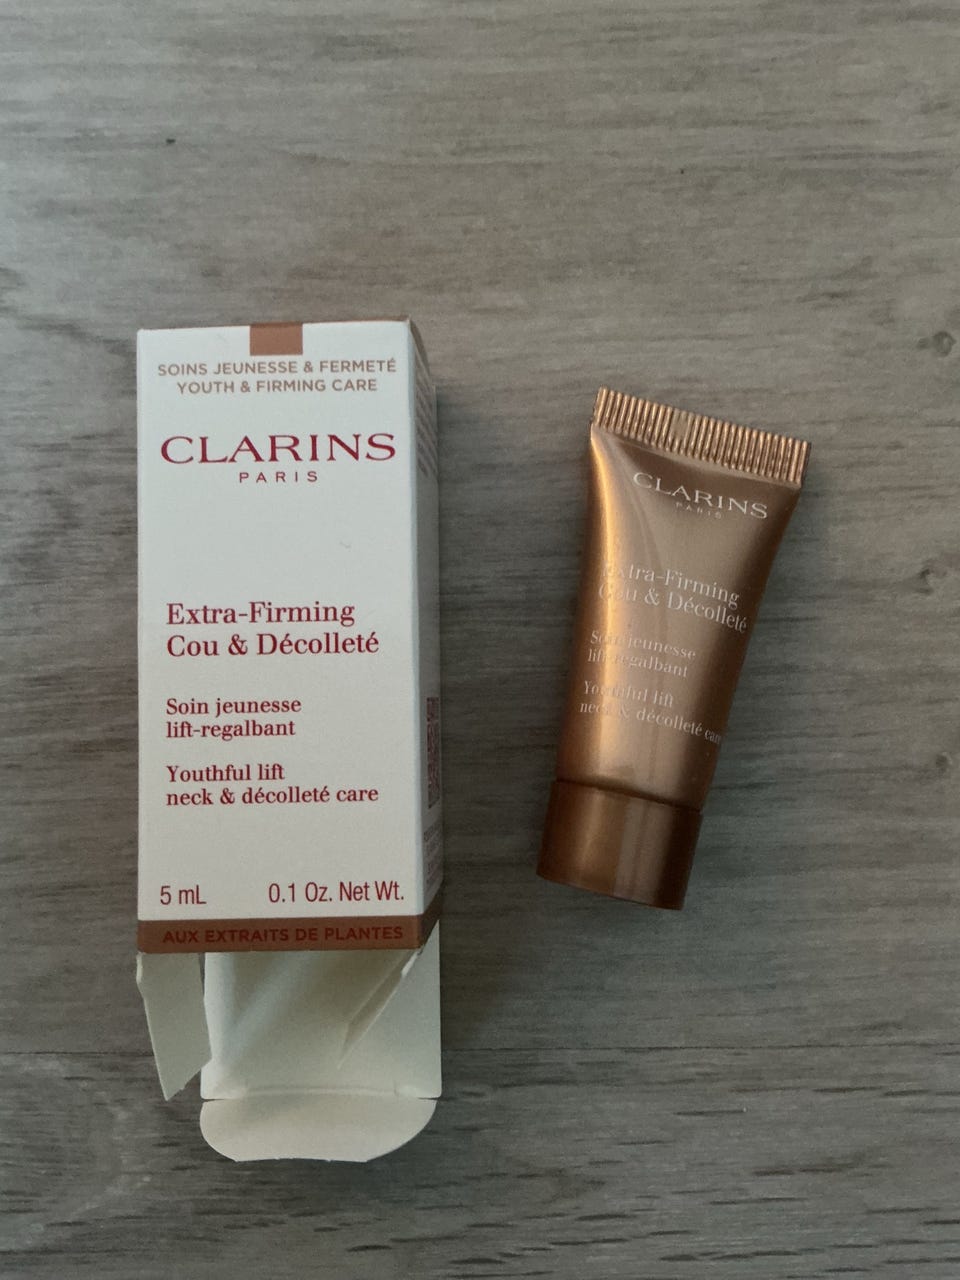 SOINS JEUNESSE & FERMETÉ
YOUTH & FIRMING CARE
CLARINS
PARIS
Extra-Firming
Cou & Décolleté
Soin jeunesse
lift-regalbant
Youthful lift
neck & décolleté care
5 mL 0.1 Oz. Net Wt.
AUX EXTRAITS DE PLANTES
CLARINS
PARIS
Extra-Firming
Cou & Décolleté
Soin jeunesse
lift-regalbant
Youthful lift
neck & décolleté care